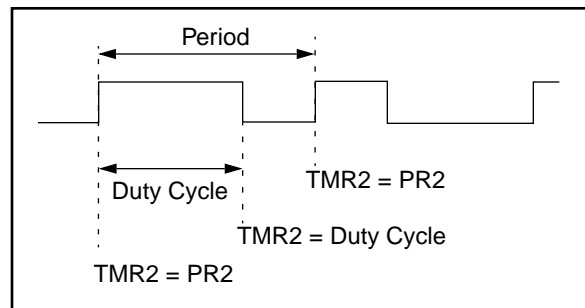 Period
Duty Cycle
TMR2 = PR2
TMR2 = Duty Cycle
TMR2 = PR2